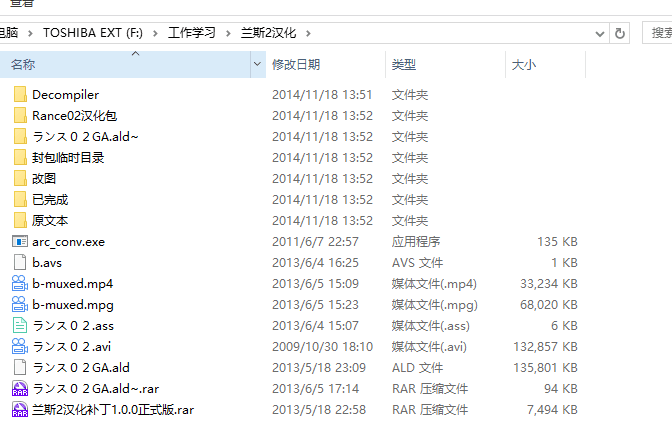 查看
电脑 > TOSHIBA EXT (F:) > 工作学习 > 兰斯2汉化 > 搜索
名称 修改日期 类型 大小
Decompiler 2014/11/18 13:51 文件夹
Rance02汉化包 2014/11/18 13:52 文件夹
ランス０２GA.ald~ 2014/11/18 13:52 文件夹
封包临时目录 2014/11/18 13:52 文件夹
改图 2014/11/18 13:52 文件夹
已完成 2014/11/18 13:52 文件夹
原文本 2014/11/18 13:52 文件夹
arc_conv.exe 2011/6/7 22:57 应用程序 135 KB
b.avs 2013/6/4 16:25 AVS 文件 1 KB
b-muxed.mp4 2013/6/5 15:09 媒体文件(.mp4) 33,234 KB
b-muxed.mpg 2013/6/5 15:23 媒体文件(.mpg) 68,020 KB
ランス０２.ass 2013/6/4 15:07 媒体文件(.ass) 6 KB
ランス０２.avi 2009/10/30 18:10 媒体文件(.avi) 132,857 KB
ランス０２GA.ald 2013/5/18 23:09 ALD 文件 135,801 KB
RAR ランス０２GA.ald~.rar 2013/6/5 17:14 RAR 压缩文件 94 KB
RAR 兰斯2汉化补丁1.0.0正式版.rar 2013/5/18 22:58 RAR 压缩文件 7,494 KB